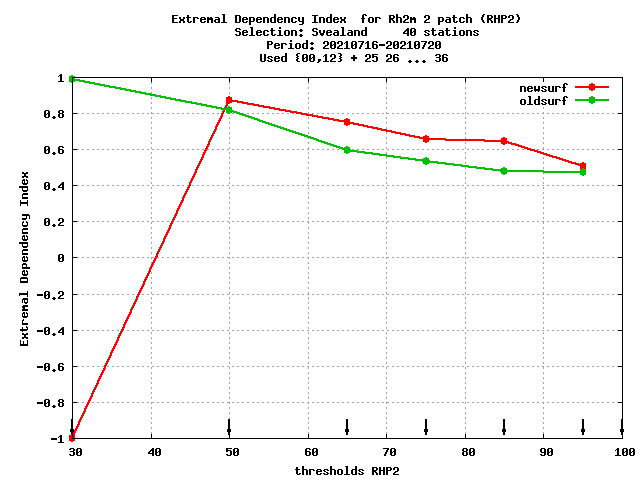 Extremal Dependency Index  for Rh2m 2 patch (RHP2)
Selection: Svealand     40 stations
Period: 20210716-20210720
Used {00,12} + 25 26 ... 36
newsurf
oldsurf
1
0.8
0.6
0.4
0.2
0
-0.2
-0.4
-0.6
-0.8
-1
Extremal Dependency Index
30 40 50 60 70 80 90 100
thresholds RHP2